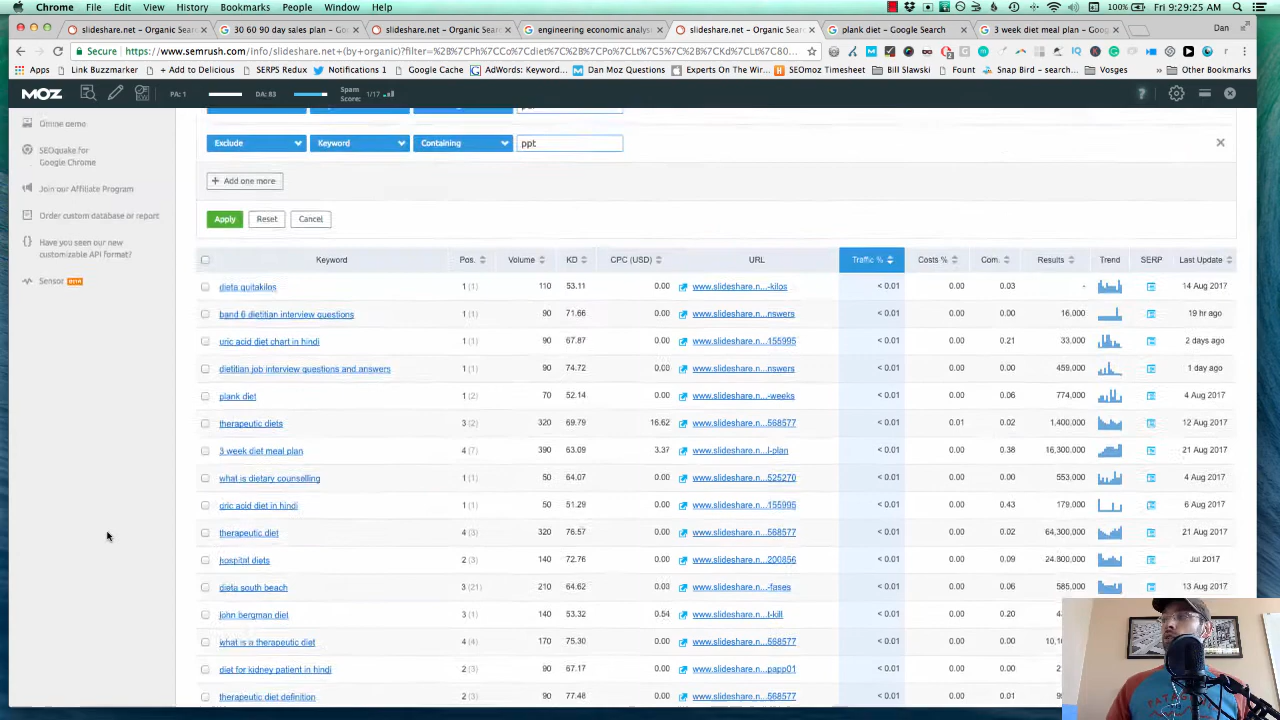 Chrome File Edit View History Bookmarks People Window Help 100% Fri 9:29:25 AM
slideshare.net - Organic Sear 30 60 90 day sales plan - Go slideshare.net - Organic Sear engineering economic analys slideshare.net - Organic Sear plank diet - Google Search 3 week diet meal plan - Goog Dan
Secure https://www.semrush.com/info/slideshare.net+(by+organic)?filter=
Apps Link Buzzmarker + Add to Delicious SERPS Redux Notifications 1 Google Cache AdWords: Keyword... Dan Moz Questions Experts On The Wir... SEOmoz Timesheet Bill Slawski Fount Snap Bird - search... Vosges Other Bookmarks
MOZ PA: 1 DA: 83 Spam Score: 1/17
SEOquake for
Google Chrome
Join our Affiliate Program
Order custom database or report
Have you seen our new
customizable API format?
Sensor
Exclude Keyword Containing ppt
+ Add one more
Apply Reset Cancel
Keyword Pos. Volume KD CPC (USD) URL Traffic % Costs % Com. Results Trend SERP Last Update
dieta quitakilos 1 (1) 110 53.11 0.00 www.slideshare.n...-kilos < 0.01 0.00 0.03 - 14 Aug 2017
band 6 dietitian interview questions 1 (1) 90 71.66 0.00 www.slideshare.n...nswers < 0.01 0.00 0.00 16,000 19 hr ago
uric acid diet chart in hindi 1 (1) 90 67.87 0.00 www.slideshare.n...155995 < 0.01 0.00 0.21 33,000 2 days ago
dietitian job interview questions and answers 1 (1) 90 74.72 0.00 www.slideshare.n...nswers < 0.01 0.00 0.00 459,000 1 day ago
plank diet 1 (2) 70 52.14 0.00 www.slideshare.n...-weeks < 0.01 0.00 0.06 774,000 4 Aug 2017
therapeutic diets 3 (2) 320 69.79 16.62 www.slideshare.n...568577 < 0.01 0.01 0.02 1,400,000 12 Aug 2017
3 week diet meal plan 4 (7) 390 63.09 3.37 www.slideshare.n...l-plan < 0.01 0.00 0.38 16,300,000 21 Aug 2017
what is dietary counselling 1 (1) 50 64.07 0.00 www.slideshare.n...525270 < 0.01 0.00 0.00 553,000 4 Aug 2017
uric acid diet in hindi 1 (1) 50 51.29 0.00 www.slideshare.n...155995 < 0.01 0.00 0.43 179,000 6 Aug 2017
therapeutic diet 4 (3) 320 76.57 0.00 www.slideshare.n...568577 < 0.01 0.00 0.02 64,300,000 21 Aug 2017
hospital diets 2 (3) 140 72.76 0.00 www.slideshare.n...200856 < 0.01 0.00 0.09 24,800,000 Jul 2017
dieta south beach 3 (21) 210 64.62 0.03 www.slideshare.n...-fases < 0.01 0.00 0.06 585,000 13 Aug 2017
john bergman diet 3 (1) 140 53.32 0.54 www.slideshare.n...t-kill < 0.01 0.00 0.20
what is a therapeutic diet 4 (4) 170 75.30 0.00 www.slideshare.n...568577 < 0.01 0.00 0.02
diet for kidney patient in hindi 2 (3) 90 67.17 0.00 www.slideshare.n...papp01 < 0.01 0.00 0.00
therapeutic diet definition 2 (3) 90 77.48 0.00 www.slideshare.n...568577 < 0.01 0.00 0.01